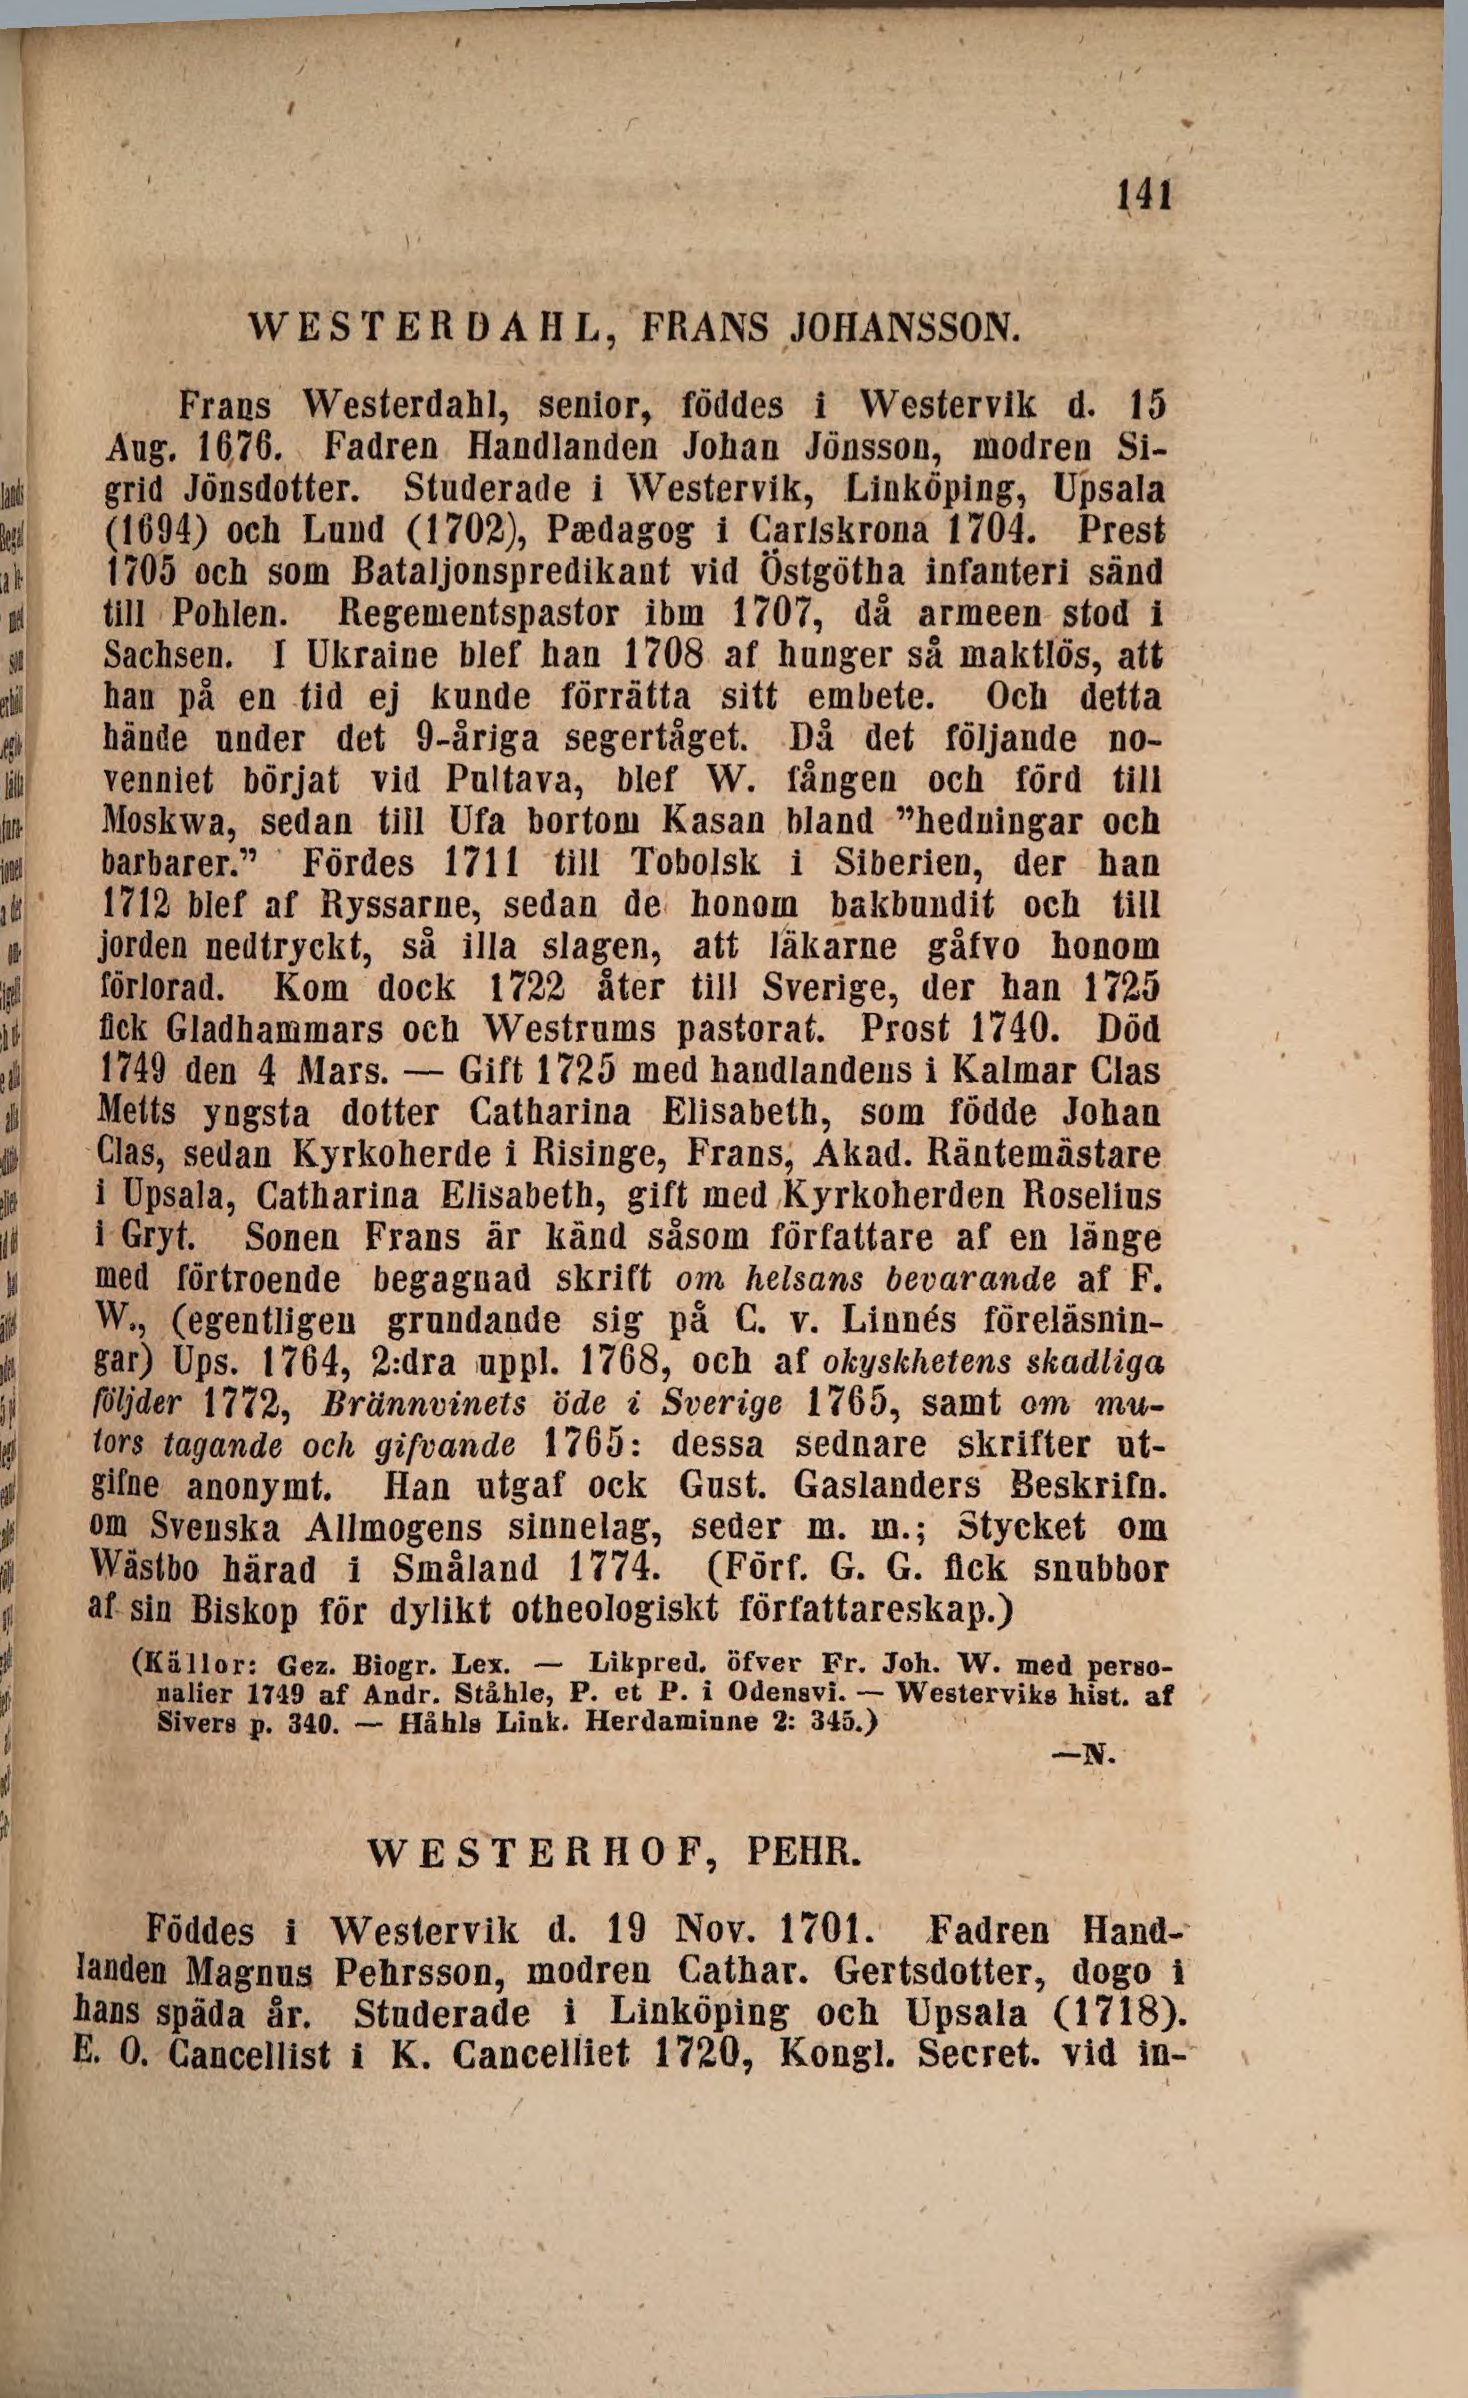 141
WESTERDAHL, FRANS JOHANSSON.
Frans Westerdahl, senior, föddes i Westervik d. 15
Aug. 1676. Fadren Handlanden Johan Jönsson, modren Si-
grid Jönsdotter. Studerade i Westervik, Linköping, Upsala
(1694) och Lund (1702), Pædagog i Carlskrona 1704. Prest
1705 och som Bataljonspredikant vid Östgötha infanteri sänd
till Pohlen. Regementspastor ibm 1707, då armeen stod i
Sachsen. I Ukraine blef han 1708 af hunger så maktlös, att
han på en tid ej kunde förrätta sitt embete. Och detta
hände under det 9-åriga segertåget. Då det följande no-
venniet börjat vid Pultava, blef W. fången och förd till
Moskwa, sedan till Ufa bortom Kasan bland ”hedningar och
barbarer.” Fördes 1711 till Tobolsk i Siberien, der han
1712 blef af Ryssarne, sedan de honom bakbundit och till
jorden nedtryckt, så illa slagen, att läkarne gåfvo honom
förlorad. Kom dock 1722 åter till Sverige, der han 1725
fick Gladhammars och Westrums pastorat. Prost 1740. Död
1749 den 4 Mars. — Gift 1725 med handlandens i Kalmar Clas
Metts yngsta dotter Catharina Elisabeth, som födde Johan
Clas, sedan Kyrkoherde i Risinge, Frans, Akad. Räntemästare
i Upsala, Catharina Elisabeth, gift med Kyrkoherden Roselius
i Gryt. Sonen Frans är känd såsom författare af en länge
med förtroende begagnad skrift om helsans bevarande af F.
W., (egentligen grundande sig på C. v. Linnés föreläsnin-
gar) Ups. 1764, 2:dra uppl. 1768, och af okyskhetens skadliga
följder 1772, Brännvinets öde i Sverige 1765, samt om mu-
tors tagande och gifvande 1765: dessa sednare skrifter ut-
gifne anonymt. Han utgaf ock Gust. Gaslanders Beskrifn.
om Svenska Allmogens sinnelag, seder m. m.; Stycket om
Wästbo härad i Småland 1774. (Förf. G. G. fick snubbor
af sin Biskop för dylikt otheologiskt författareskap.)
(Källor: Gez. Biogr. Lex. — Likpred. öfver Fr. Joh. W. med perso-
nalier 1749 af Andr. Ståhle, P. et P. i Odensvi. — Westerviks hist. af
Sivers p. 340. — Håhls Link. Herdaminne 2: 345.)
—N.
WESTERHOF, PEHR.
Föddes i Westervik d. 19 Nov. 1701. Fadren Hand-
landen Magnus Pehrsson, modren Cathar. Gertsdotter, dogo i
hans späda år. Studerade i Linköping och Upsala (1718).
E. O. Cancellist i K. Cancelliet 1720, Kongl. Secret. vid in-